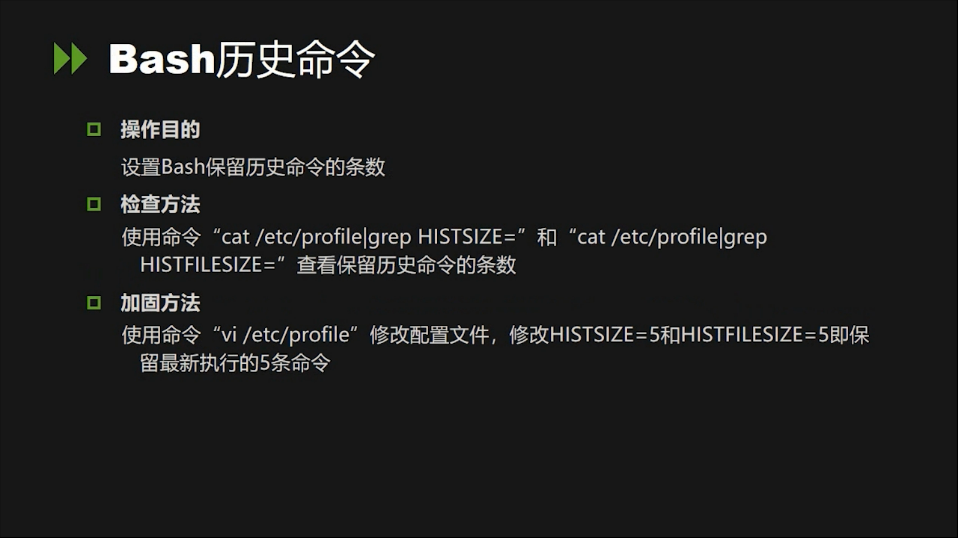 Bash历史命令
操作目的
设置Bash保留历史命令的条数
检查方法
使用命令“cat /etc/profile|grep HISTSIZE=”和“cat /etc/profile|grep
HISTFILESIZE=”查看保留历史命令的条数
加固方法
使用命令“vi /etc/profile”修改配置文件，修改HISTSIZE=5和HISTFILESIZE=5即保
留最新执行的5条命令